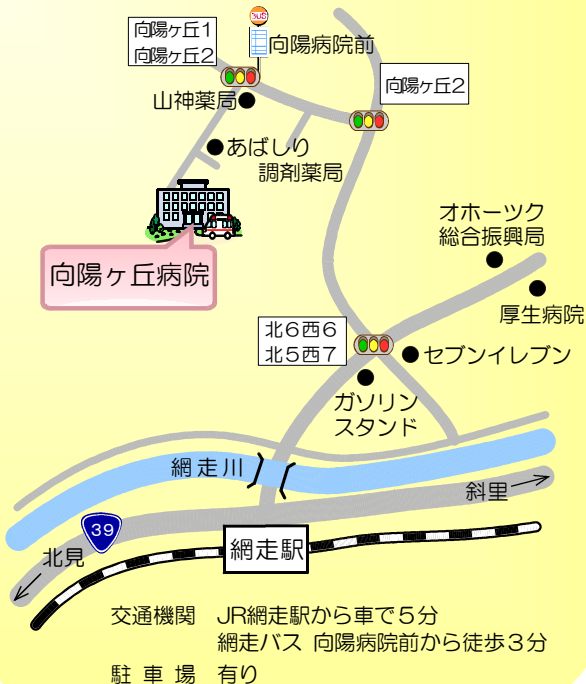 BUS
向陽ヶ丘1
向陽ヶ丘2
向陽病院前
向陽ヶ丘2
山神薬局
あばしり
調剤薬局
オホーツク
総合振興局
向陽ヶ丘病院
厚生病院
北6西6
北5西7
セブンイレブン
ガソリン
スタンド
網走川
斜里
39
網走駅
北見
交通機関 JR網走駅から車で5分
網走バス 向陽病院前から徒歩3分
駐車場 有り